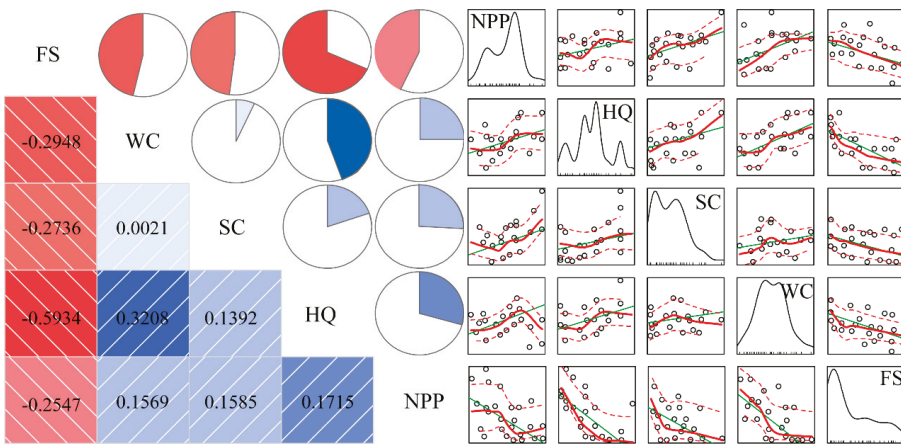 FS
NPP
-0.2948
WC
HQ
-0.2736
0.0021
SC
SC
-0.5934
0.3208
0.1392
HQ
WC
-0.2547
0.1569
0.1585
0.1715
NPP
FS